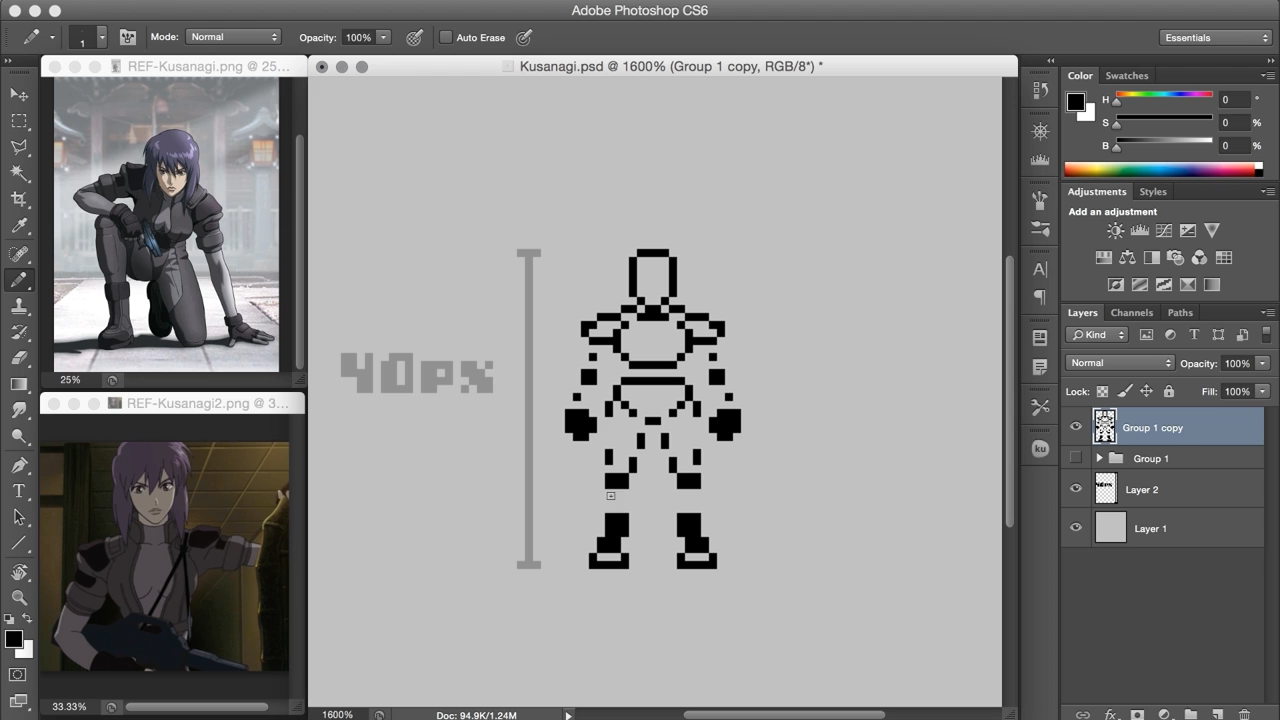 Adobe Photoshop CS6
1
Mode:
Normal
Opacity:
100%
Auto Erase
Essentials
REF-Kusanagi.png @ 25...
Kusanagi.psd @ 1600% (Group 1 copy, RGB/8*) *
Color
Swatches
H
0
°
S
0
%
B
0
%
Adjustments
Styles
Add an adjustment
Layers
Channels
Paths
Kind
Normal
Opacity:
100%
Lock:
Fill:
100%
Group 1 copy
Group 1
Layer 2
Layer 1
40px
25%
REF-Kusanagi2.png @ 3...
33.33%
1600%
Doc: 94.9K/1.24M
ku